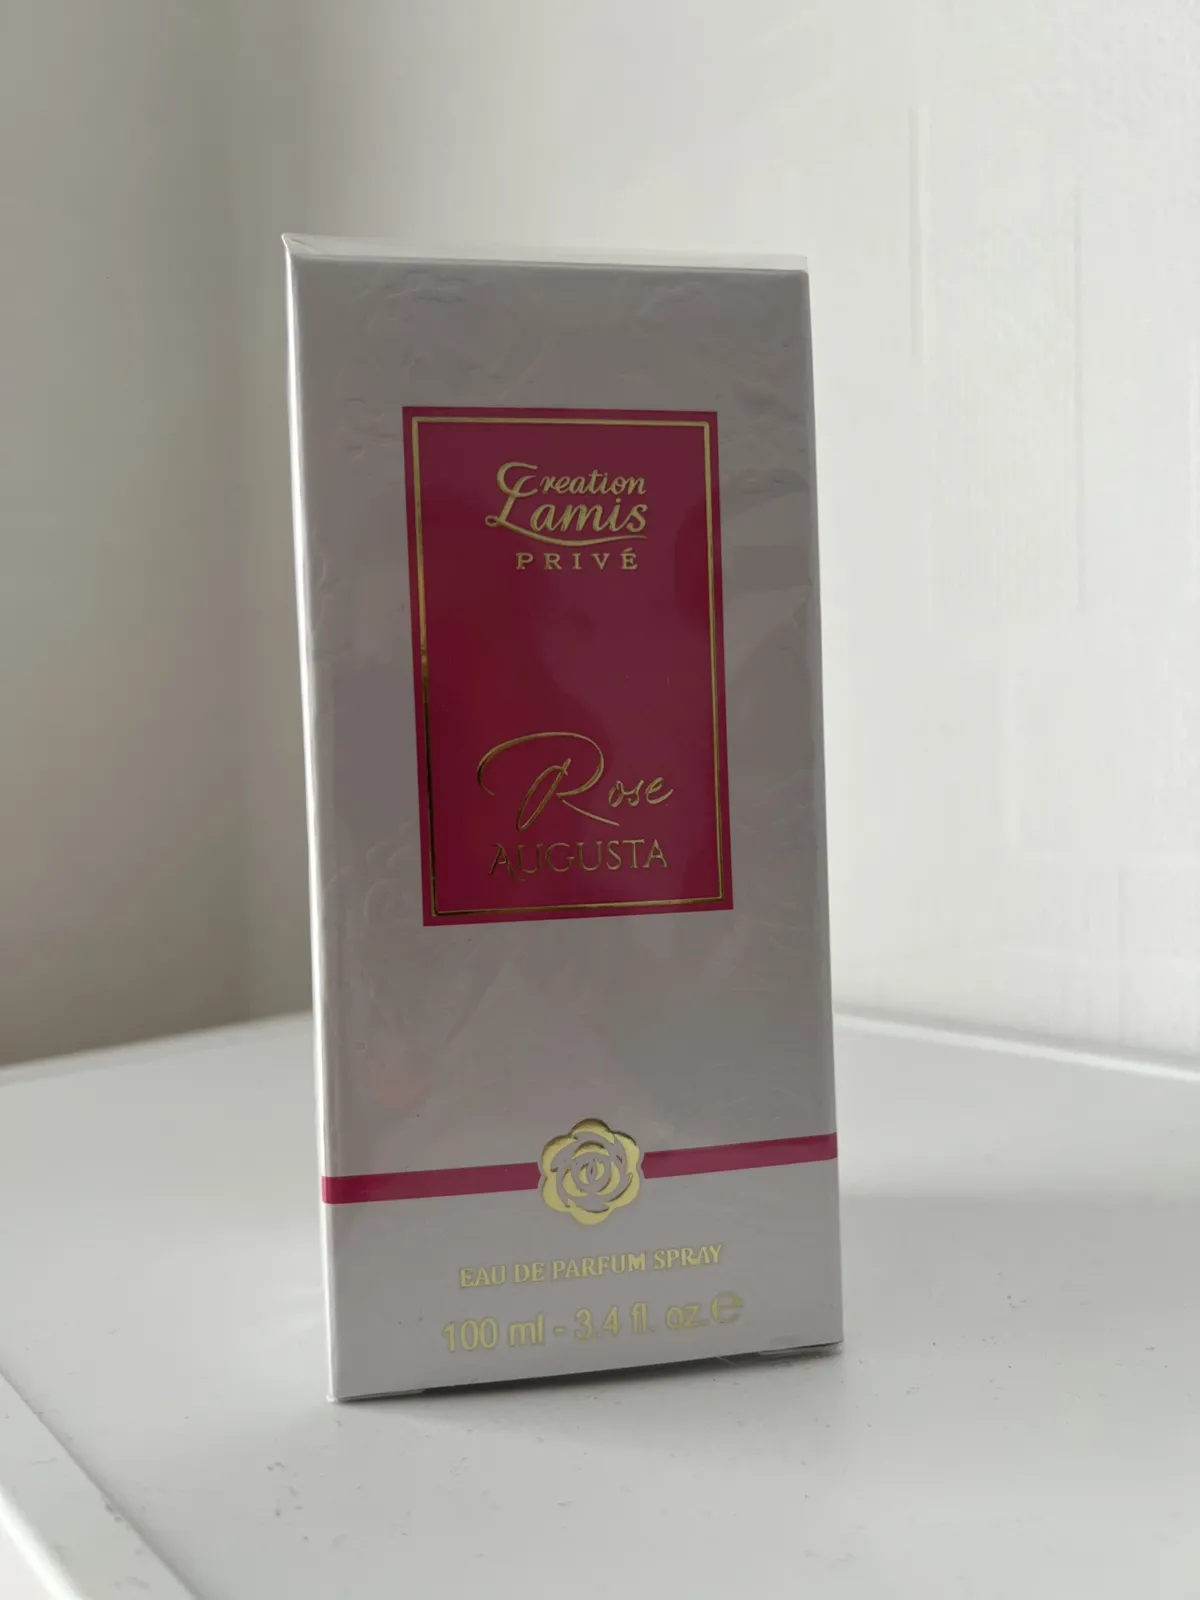 Creation
Lamis
PRIVÉ
Rose
AUGUSTA
EAU DE PARFUM SPRAY
100 ml - 3.4 fl. oz.℮